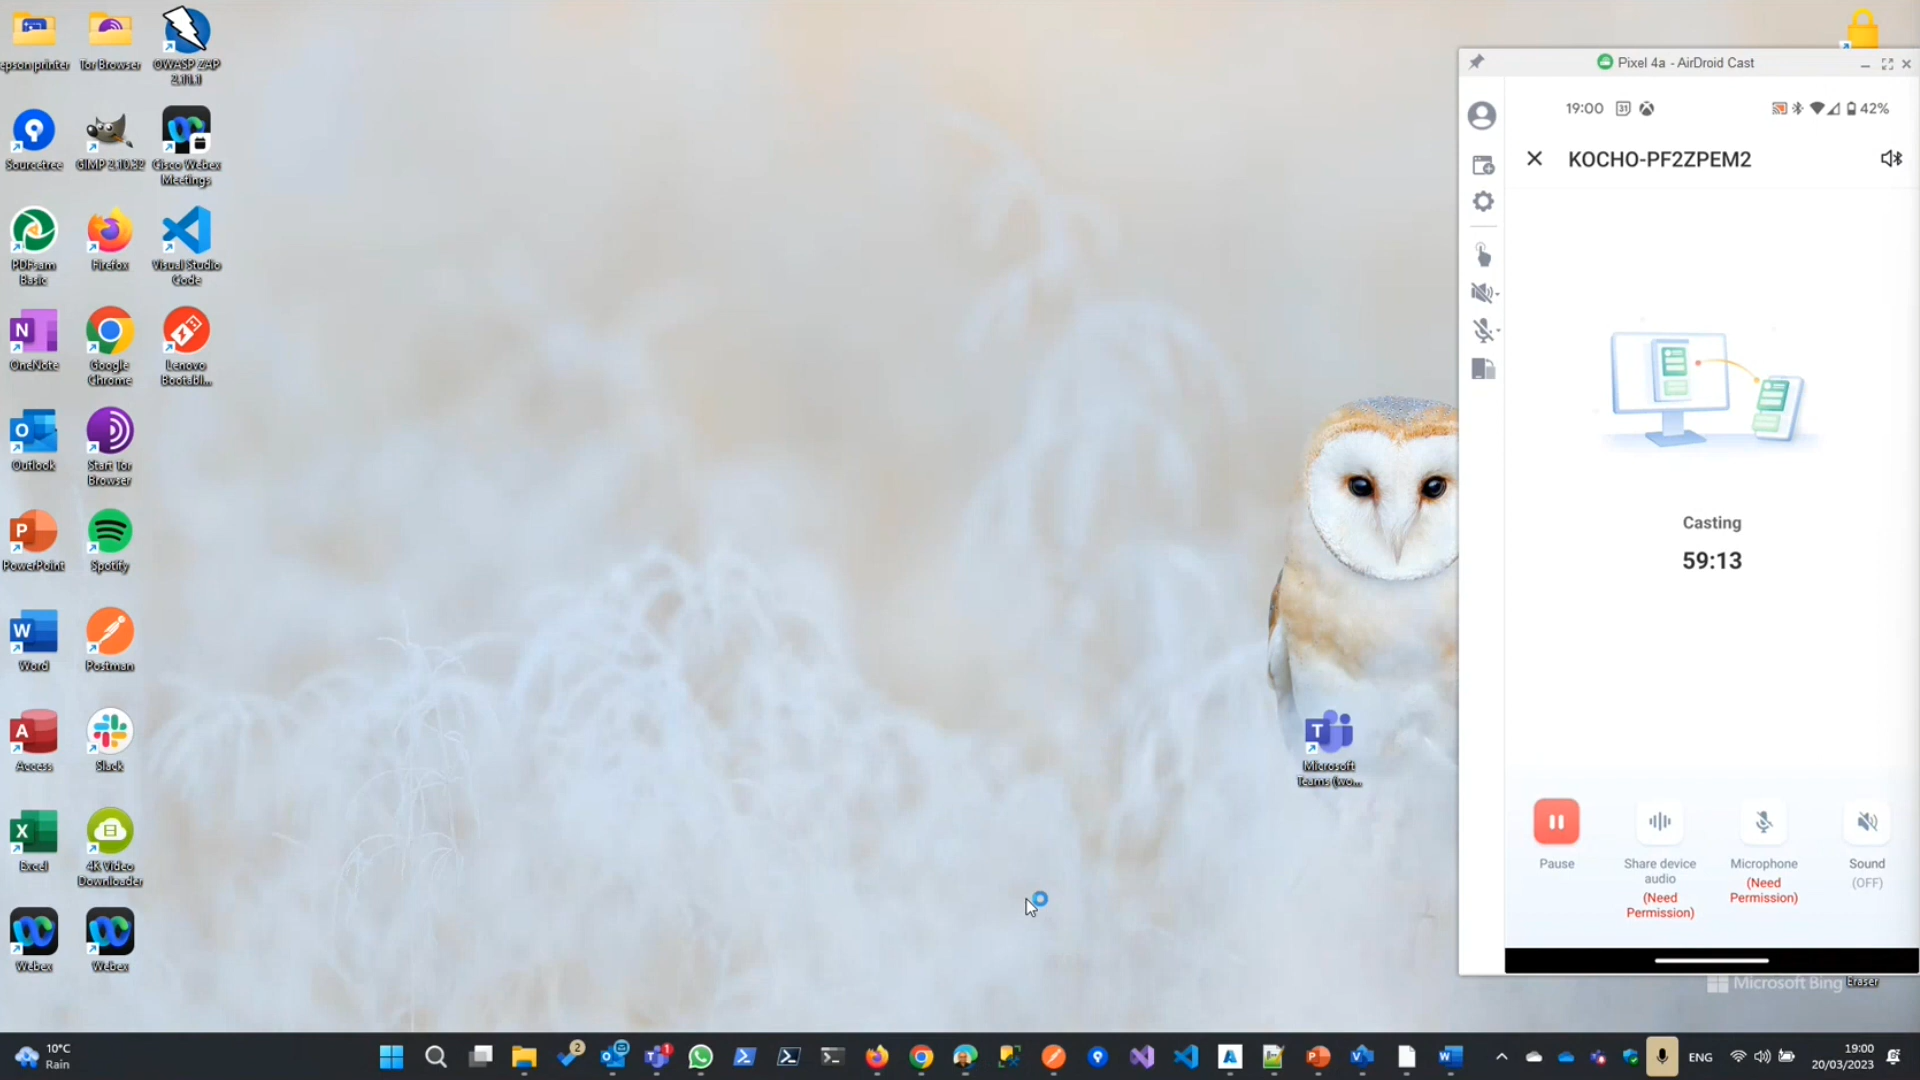 epson printer
Tor Browser
OWASP ZAP
2.11.1
Sourcetree
GIMP 2.10.32
Cisco Webex
Meetings
PDFsam
Basic
Firefox
Visual Studio
Code
OneNote
Google
Chrome
Lenovo
Bootabl...
Outlook
Start Tor
Browser
PowerPoint
Spotify
Word
Postman
Access
Slack
Excel
4K Video
Downloader
Webex
Webex
Microsoft
Teams (wo...
Pixel 4a - AirDroid Cast
19:00
31
42%
KOCHO-PF2ZPEM2
Casting
59:13
Pause
Share device
audio
(Need
Permission)
Microphone
(Need
Permission)
Sound
(OFF)
Microsoft Bing
Eraser
10°C
Rain
2
1
ENG
19:00
20/03/2023